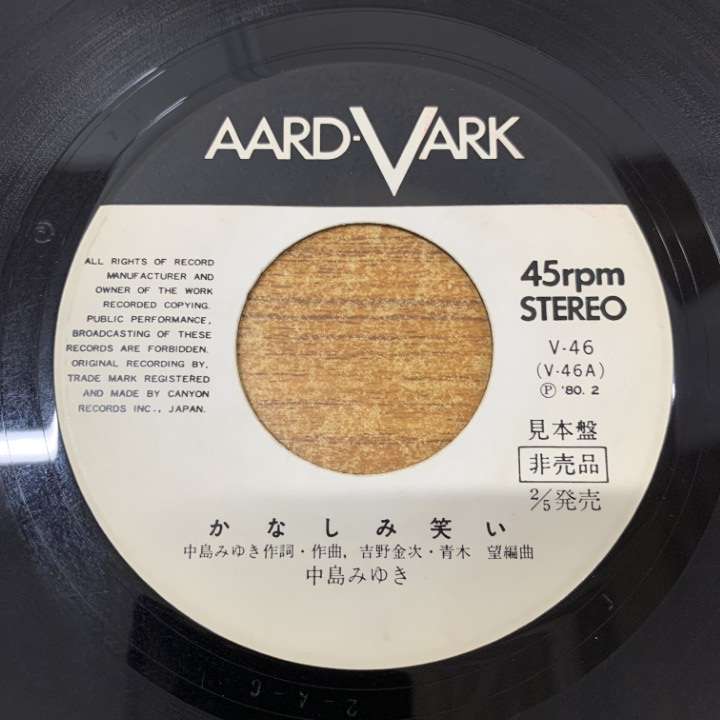 AARD-VARK
ALL RIGHTS OF RECORD
MANUFACTURER AND
OWNER OF THE WORK
RECORDED COPYING.
PUBLIC PERFORMANCE,
BROADCASTING OF THESE
RECORDS ARE FORBIDDEN.
ORIGINAL RECORDING BY,
TRADE MARK REGISTERED
AND MADE BY CANYON
RECORDS INC., JAPAN.
45rpm
STEREO
V-46
(V-46A)
Ⓟ '80. 2
見本盤
非売品
2/5発売
かなしみ笑い
中島みゆき作詞・作曲, 吉野金次・青木 望編曲
中島みゆき